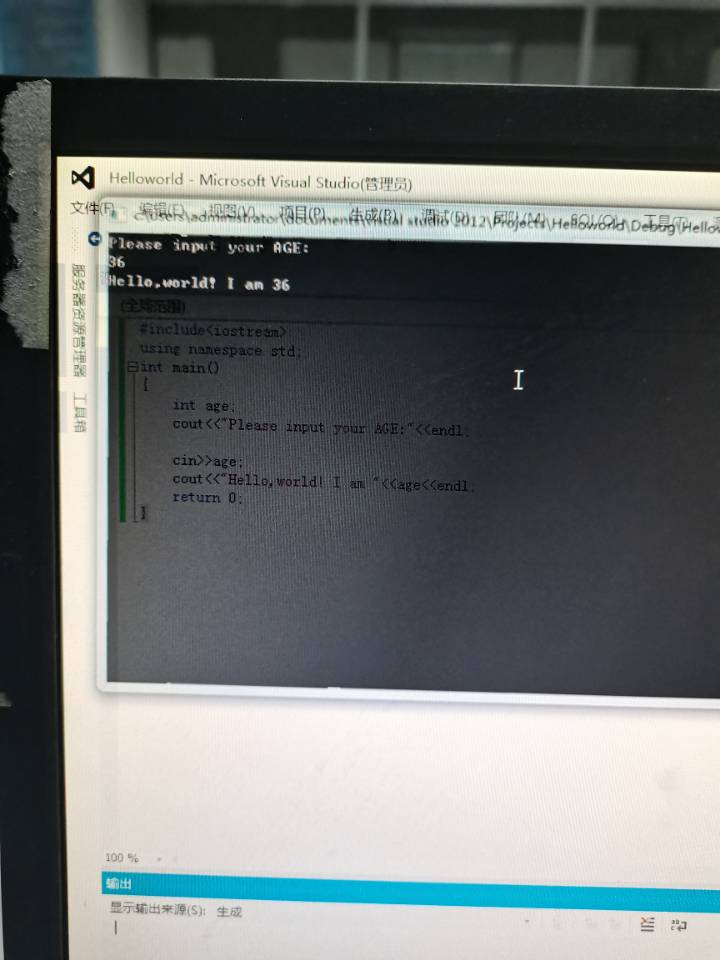 Helloworld - Microsoft Visual Studio(管理员)
文件(F) 编辑(E) 视图(V) 项目(P) 生成(B) 调试(D) 团队(M) SQL(Q) 工具(T)
c:\users\administrator\documents\visual studio 2012\Projects\Helloworld\Debug\Hello
Please input your AGE:
36
Hello,world! I am 36
服务器资源管理器
工具箱
(全局范围)
#include<iostream>
using namespace std;
int main()
{
int age;
cout<<"Please input your AGE:"<<endl;
cin>>age;
cout<<"Hello,world! I am "<<age<<endl;
return 0;
}
100 %
输出
显示输出来源(S): 生成